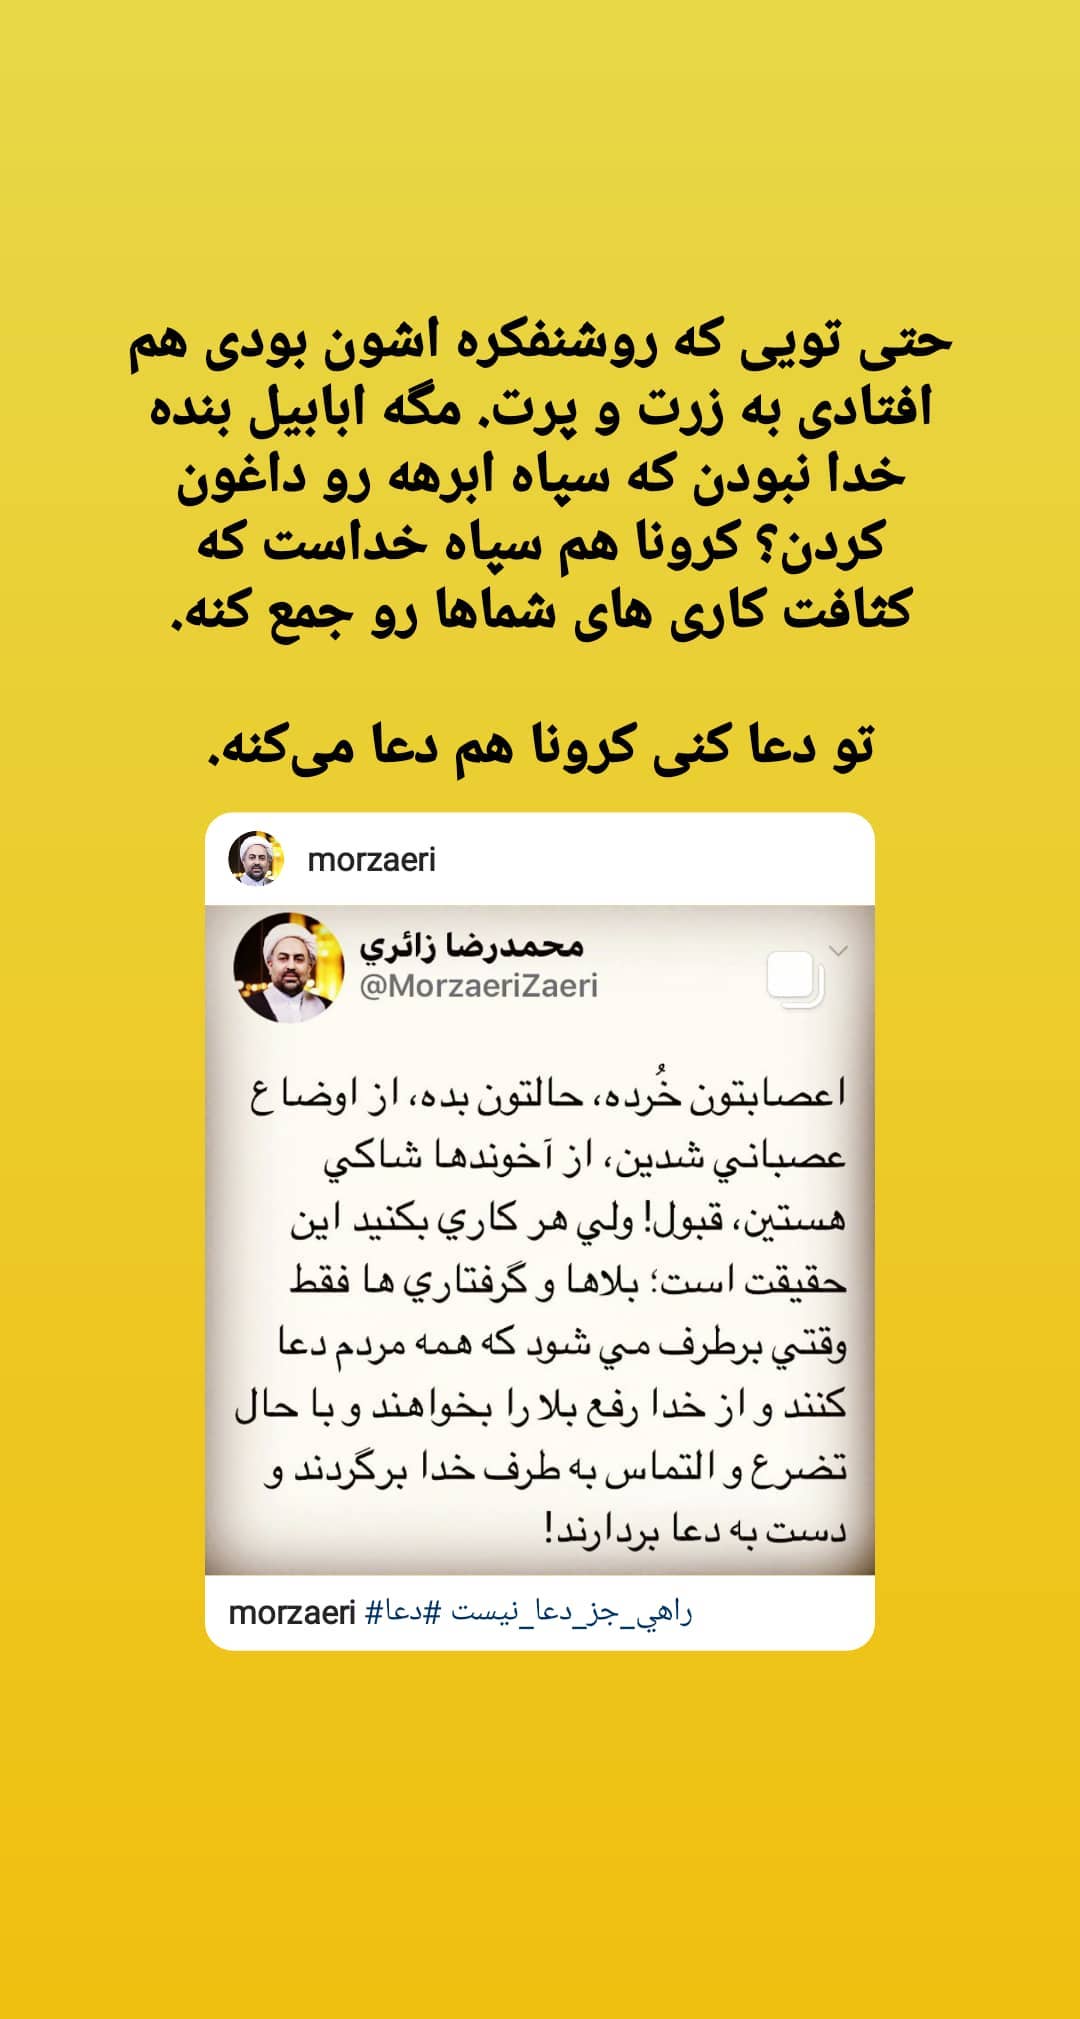 حتی تویی که روشنفکره اشون بودی هم
افتادی به زرت و پرت. مگه ابابیل بنده
خدا نبودن که سپاه ابرهه رو داغون
کردن؟ کرونا هم سپاه خداست که
کثافت کاری های شماها رو جمع کنه.
تو دعا کنی کرونا هم دعا می‌کنه.
morzaeri
محمدرضا زائري
@MorzaeriZaeri
اعصابتون خُرده، حالتون بده، از اوضاع
عصباني شدين، از آخوندها شاكي
هستين، قبول! ولي هر كاري بكنيد اين
حقيقت است؛ بلاها و گرفتاري ها فقط
وقتي برطرف مي شود كه همه مردم دعا
كنند و از خدا رفع بلا را بخواهند و با حال
تضرع و التماس به طرف خدا برگردند و
دست به دعا بردارند!
morzaeri #دعا# راهي_جز_دعا_نيست